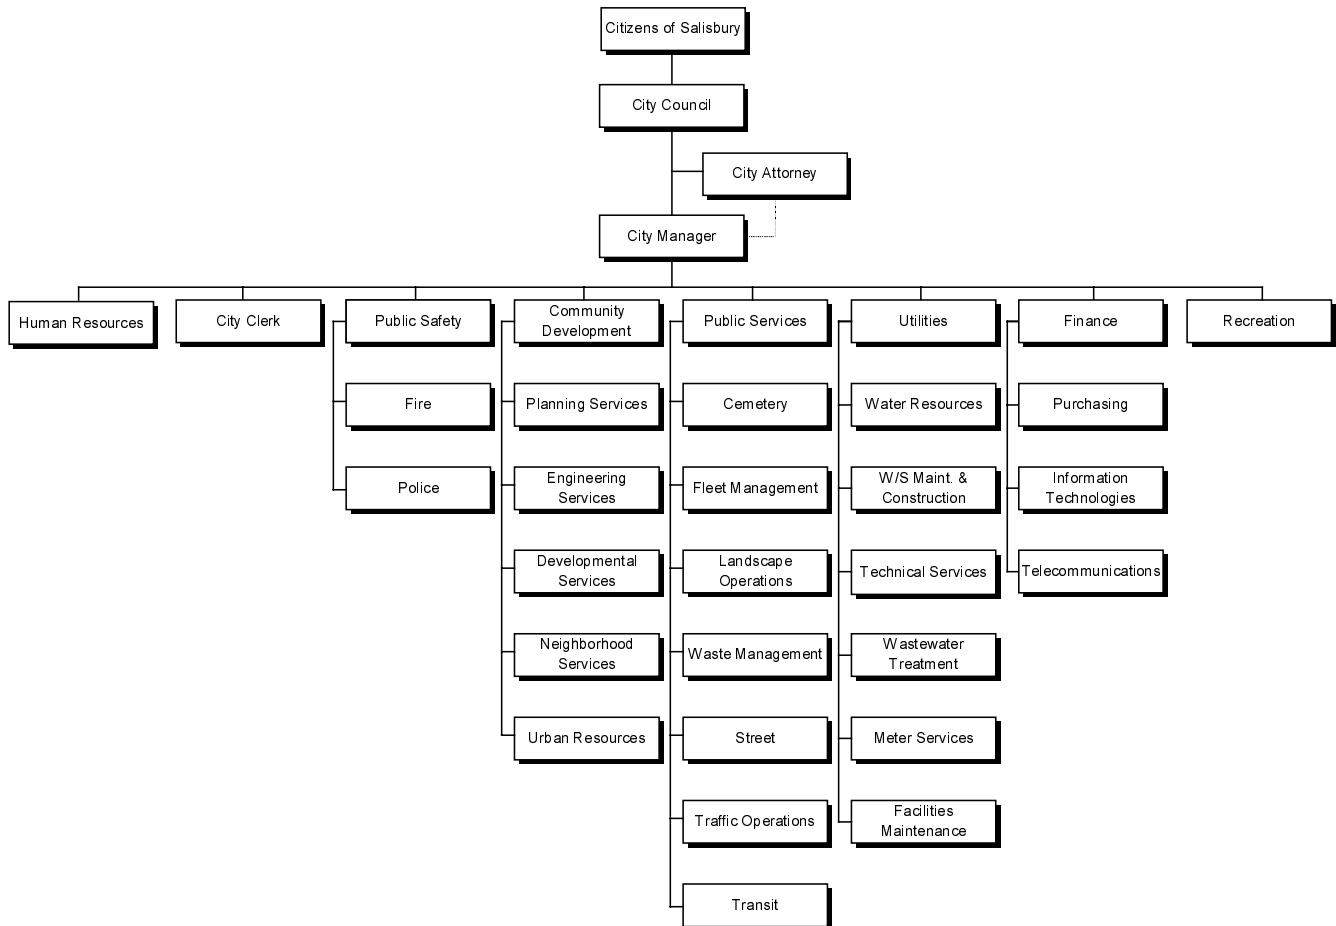 Citizens of Salisbury
City Council
City Attorney
City Manager
Human Resources
City Clerk
Public Safety
Community
Development
Public Services
Utilities
Finance
Recreation
Fire
Planning Services
Cemetery
Water Resources
Purchasing
Police
Engineering
Services
Fleet Management
W/S Maint. &
Construction
Information
Technologies
Developmental
Services
Landscape
Operations
Technical Services
Telecommunications
Neighborhood
Services
Waste Management
Wastewater
Treatment
Urban Resources
Street
Meter Services
Traffic Operations
Facilities
Maintenance
Transit